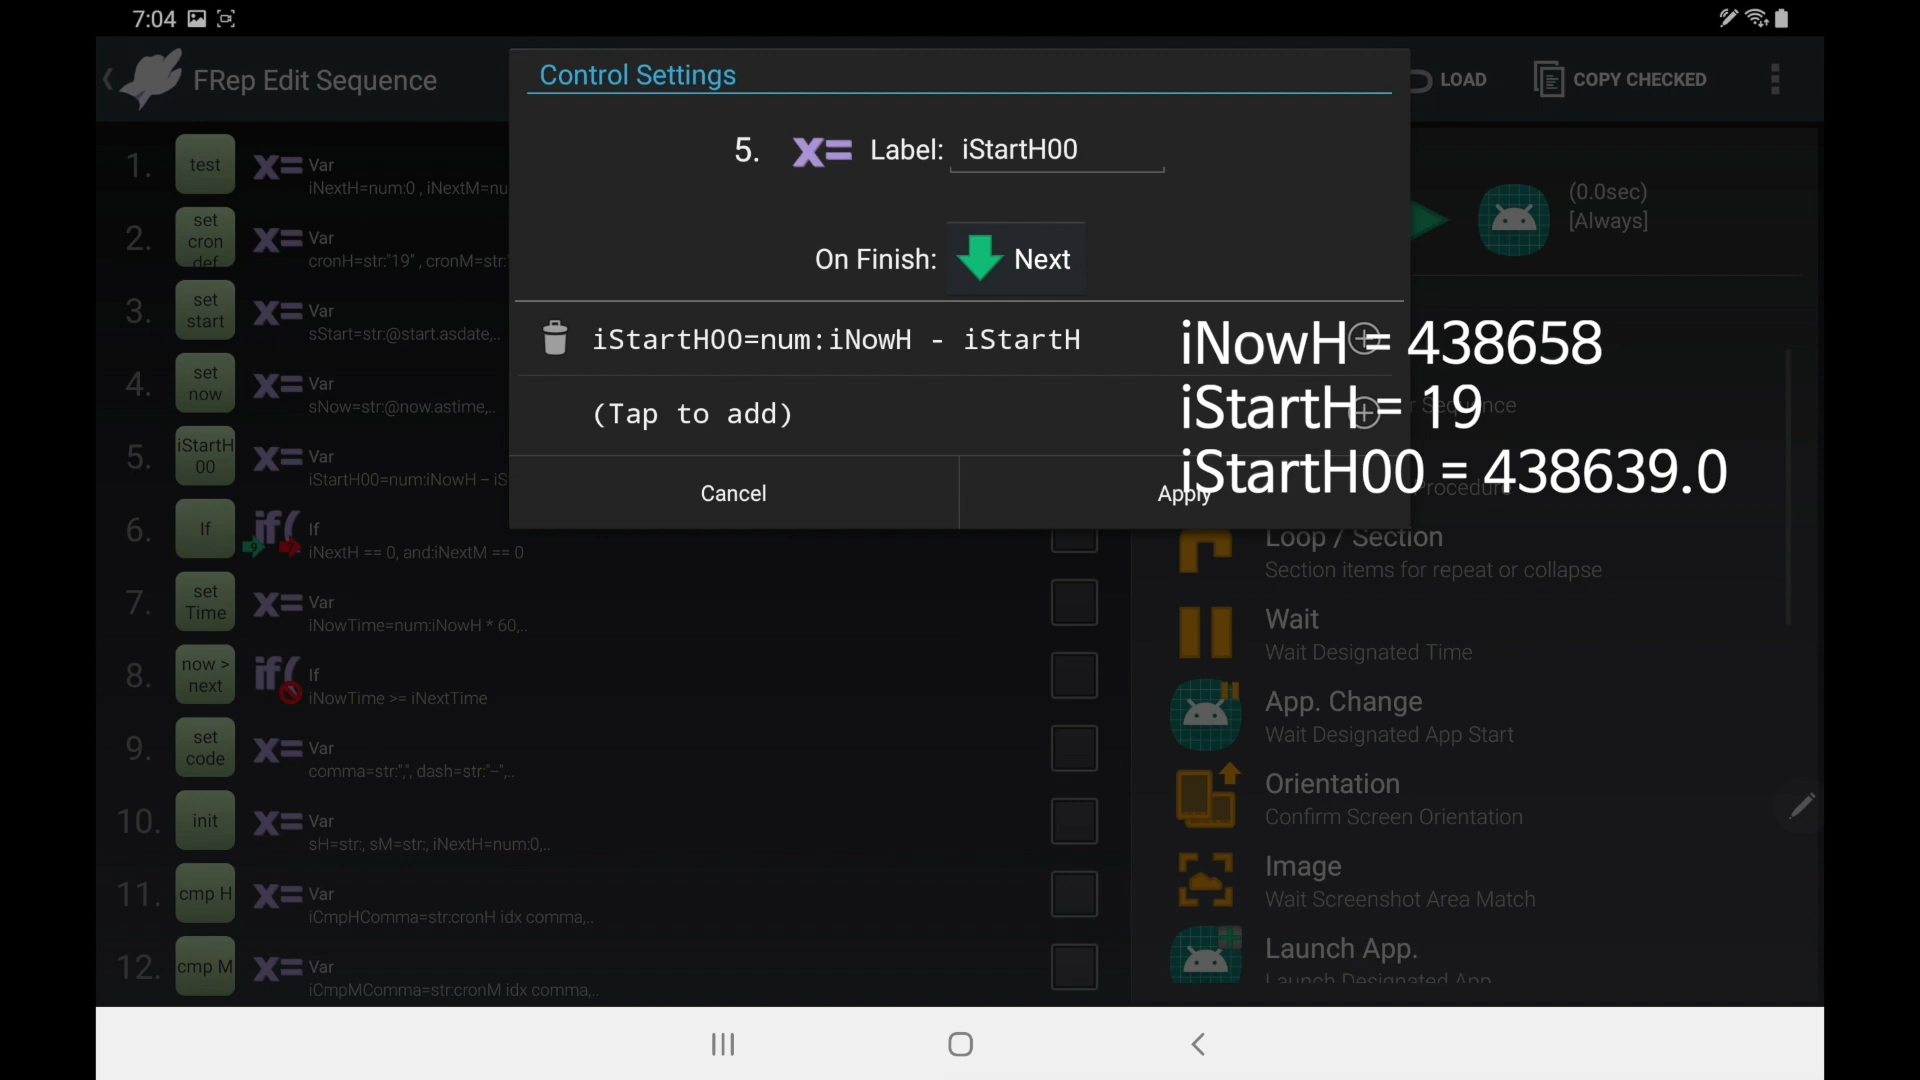 7:04
FRep Edit Sequence
Control Settings
LOAD
COPY CHECKED
5. X= Label: iStartH00
On Finish: Next
iStartH00=num:iNowH - iStartH
(Tap to add)
Cancel
Apply
iNowH = 438658
iStartH = 19
iStartH00 = 438639.0
(0.0sec)
[Always]
1. test X= Var
iNextH=num:0 , iNextM=nu
2. set cron def X= Var
cronH=str:"19" , cronM=str:
3. set start X= Var
sStart=str:@start.asdate,..
4. set now X= Var
sNow=str:@now.astime,..
5. iStartH 00 X= Var
iStartH00=num:iNowH – iS
6. If if( If
iNextH == 0, and:iNextM == 0
7. set Time X= Var
iNowTime=num:iNowH * 60,..
8. now > next if( If
iNowTime >= iNextTime
9. set code X= Var
comma=str:",", dash=str:"–",..
10. init X= Var
sH=str:, sM=str:, iNextH=num:0,..
11. cmp H X= Var
iCmpHComma=str:cronH idx comma,..
12. cmp M X= Var
iCmpMComma=str:cronM idx comma,..
Sequence
Procedure
Loop / Section
Section items for repeat or collapse
Wait
Wait Designated Time
App. Change
Wait Designated App Start
Orientation
Confirm Screen Orientation
Image
Wait Screenshot Area Match
Launch App.
Launch Designated App